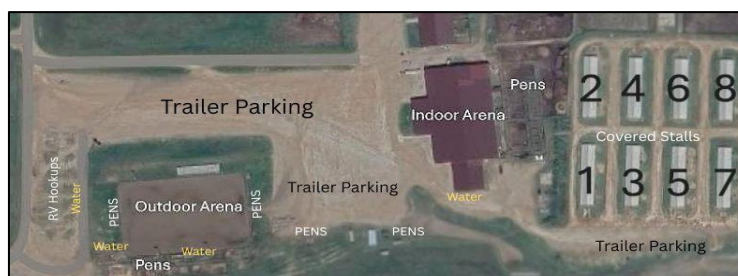 Trailer Parking
Indoor Arena
Pens
2
4
6
8
Covered Stalls
1
3
5
7
RV Hookups
Water
PENS
Outdoor Arena
PENS
Trailer Parking
Water
Water
Water
Pens
PENS
PENS
Trailer Parking